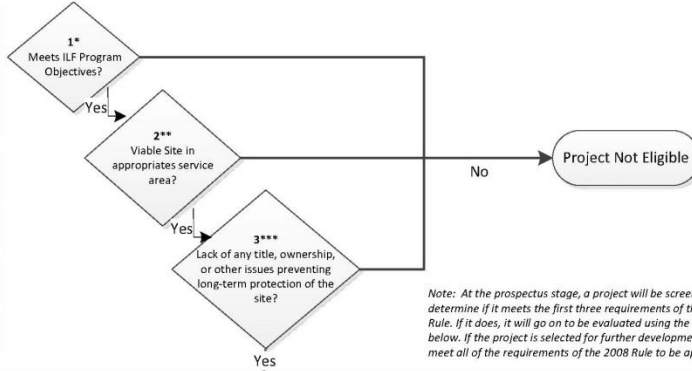 1*
Meets ILF Program
Objectives?
Yes
2**
Viable Site in
appropriates service
area?
No
Project Not Eligible
Yes
3***
Lack of any title, ownership,
or other issues preventing
long-term protection of the
site?
Yes
Note: At the prospectus stage, a project will be
determine if it meets the first three requirements of
Rule. If it does, it will go on to be evaluated using the
below. If the project is selected for further
meet all of the requirements of the 2008 Rule to be